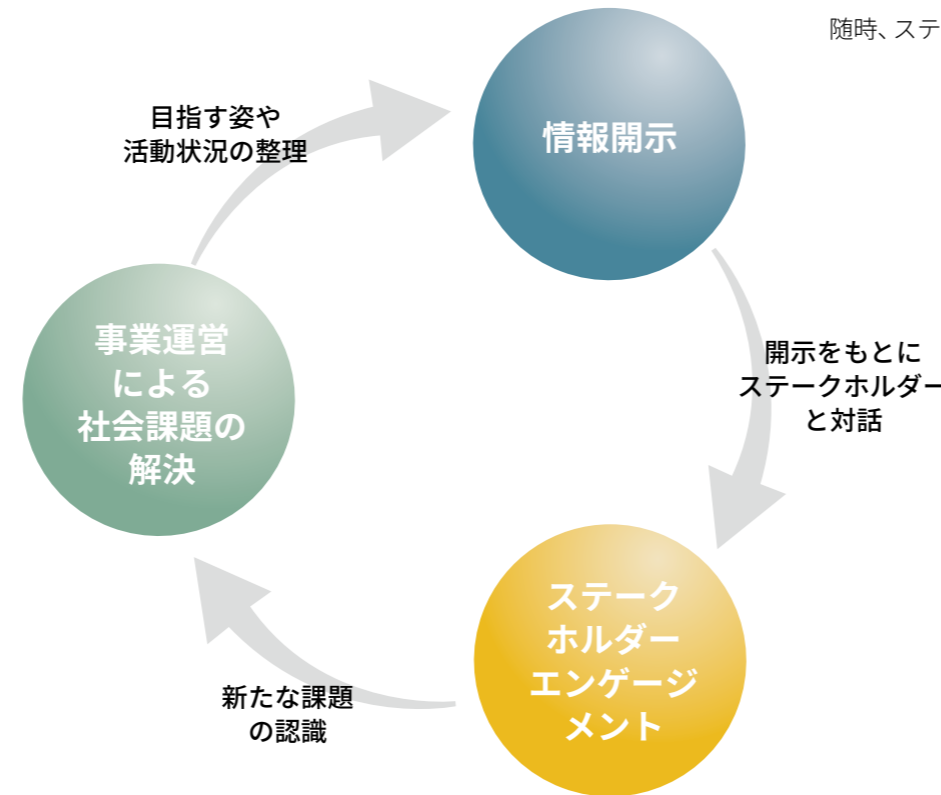 随時、ステ
目指す姿や
活動状況の整理
情報開示
事業運営
による
社会課題の
解決
開示をもとに
ステークホルダー
と対話
ステーク
ホルダー
エンゲージ
メント
新たな課題
の認識